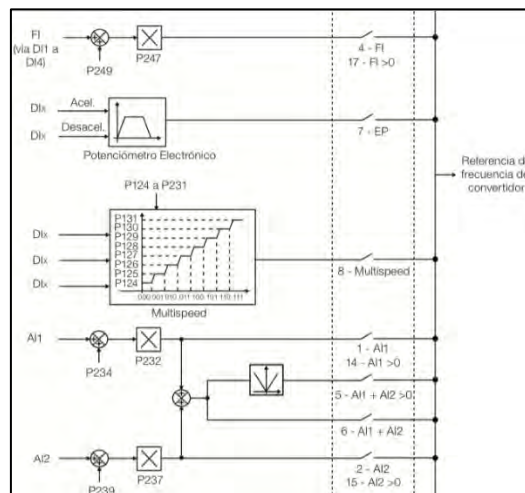 FI
(via DI1 a
DI4)
P249
P247
4 - FI
17 - FI >0
DIx
Acel.
DIx
Desacel.
Potenciómetro Electrónico
7 - EP
Referencia de
frecuencia de
convertidor
P124 a P231
P131
P130
P129
P128
P127
P126
P125
P124
DIx
DIx
DIx
000 001 010 011 100 101 110 111
Multispeed
8 - Multispeed
AI1
P234
P232
1 - AI1
14 - AI1 >0
5 - AI1 + AI2 >0
6 - AI1 + AI2
AI2
P239
P237
2 - AI2
15 - AI2 >0